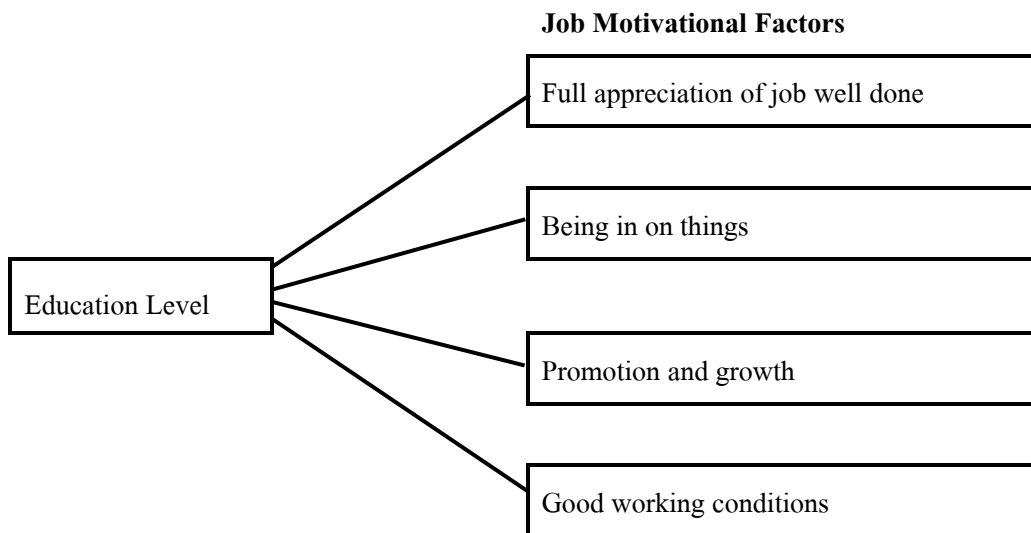 Job Motivational Factors
Full appreciation of job well done
Being in on things
Education Level
Promotion and growth
Good working conditions